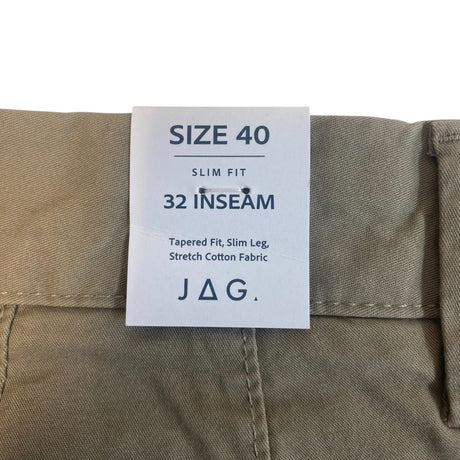 SIZE 40
SLIM FIT
32 INSEAM
Tapered Fit, Slim Leg,
Stretch Cotton Fabric
JAG.